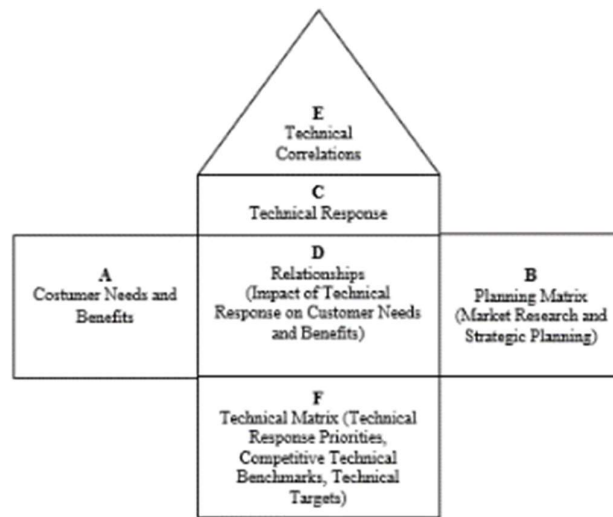 E
Technical
Correlations
C
Technical Response
A
Costumer Needs and
Benefits
D
Relationships
(Impact of Technical
Response on Customer Needs
and Benefits)
B
Planning Matrix
(Market Research and
Strategic Planning)
F
Technical Matrix (Technical
Response Priorities,
Competitive Technical
Benchmarks, Technical
Targets)